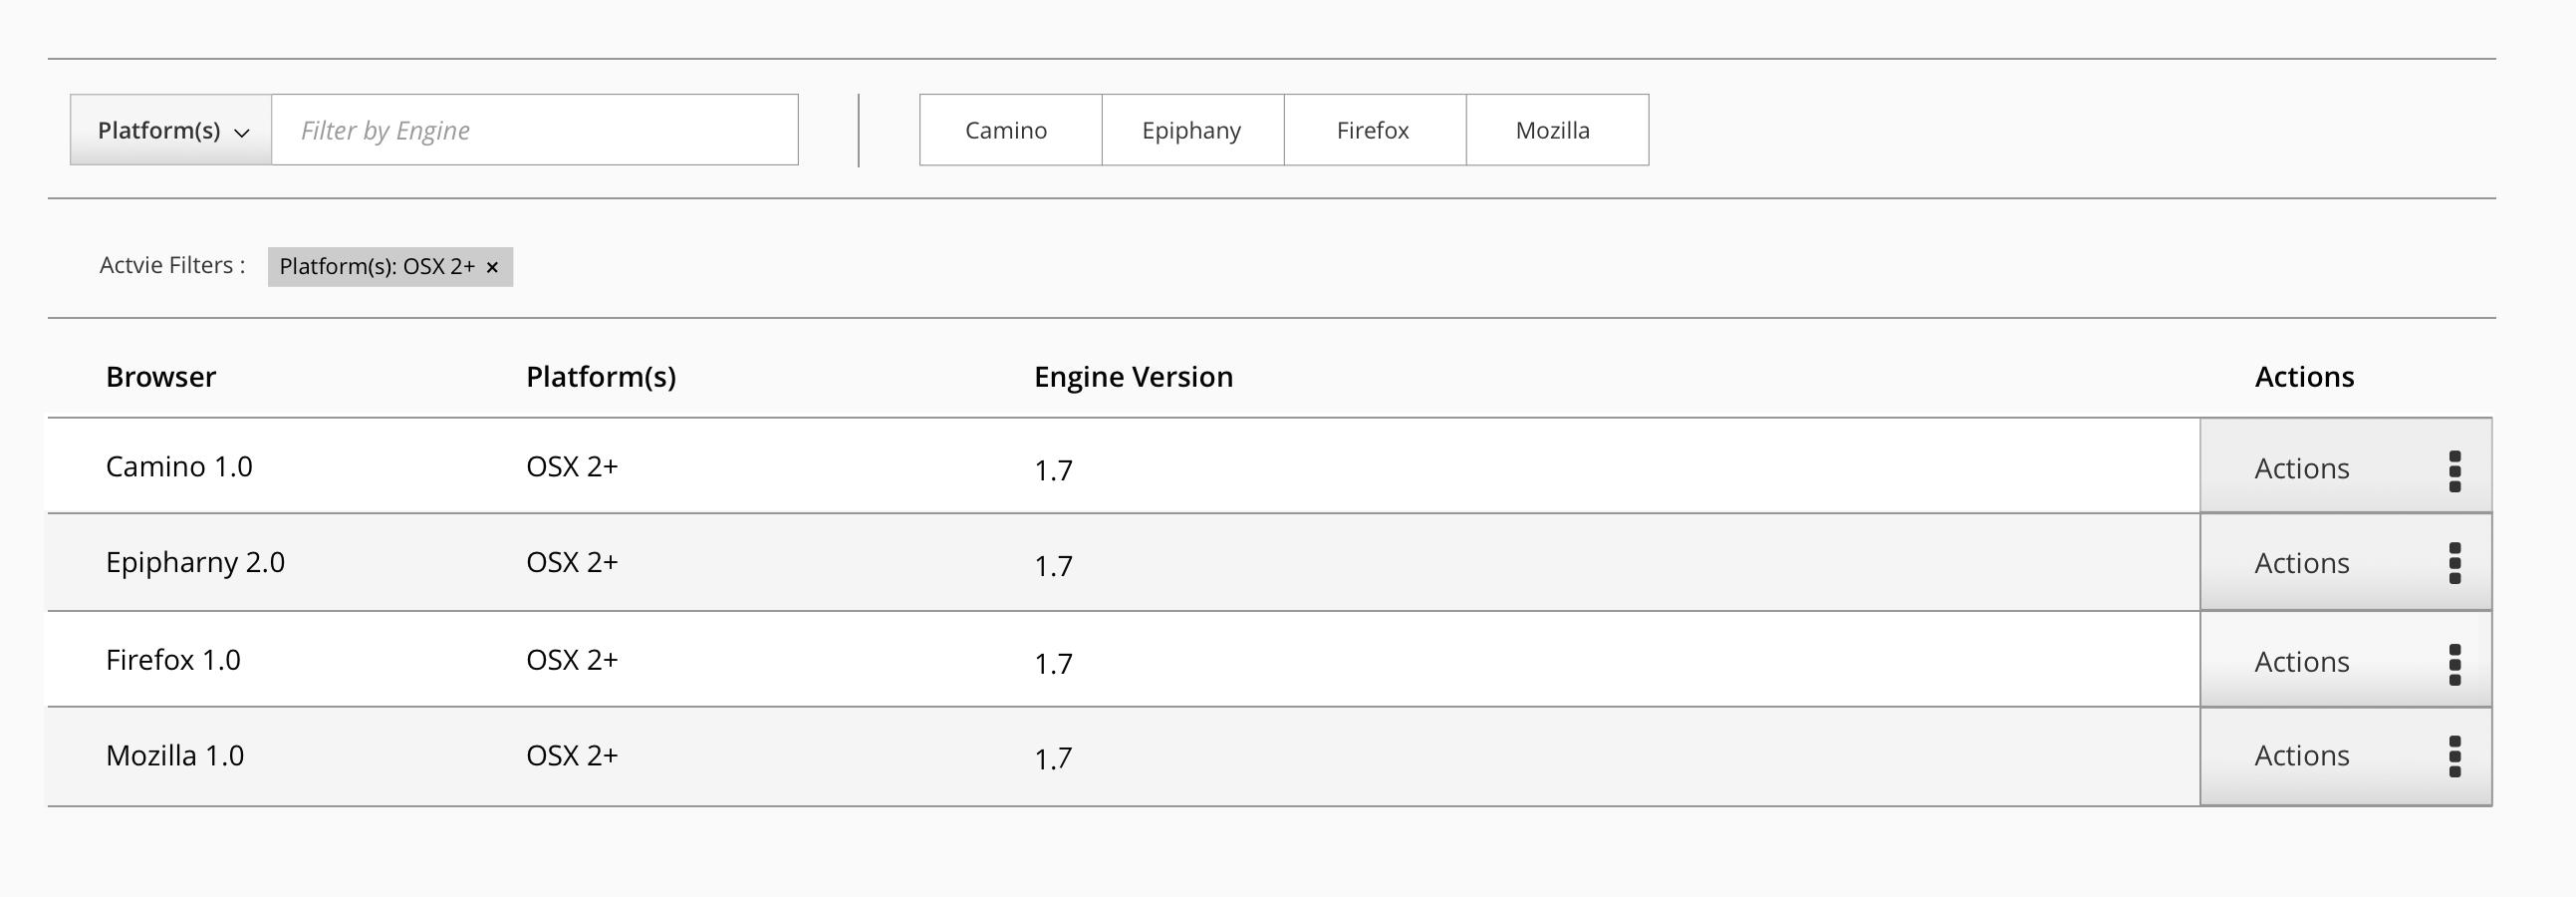 Platform(s) Filter by Engine Camino Epiphany Firefox Mozilla
Actvie Filters : Platform(s): OSX 2+ ×
Browser Platform(s) Engine Version Actions
Camino 1.0 OSX 2+ 1.7 Actions
Epipharny 2.0 OSX 2+ 1.7 Actions
Firefox 1.0 OSX 2+ 1.7 Actions
Mozilla 1.0 OSX 2+ 1.7 Actions